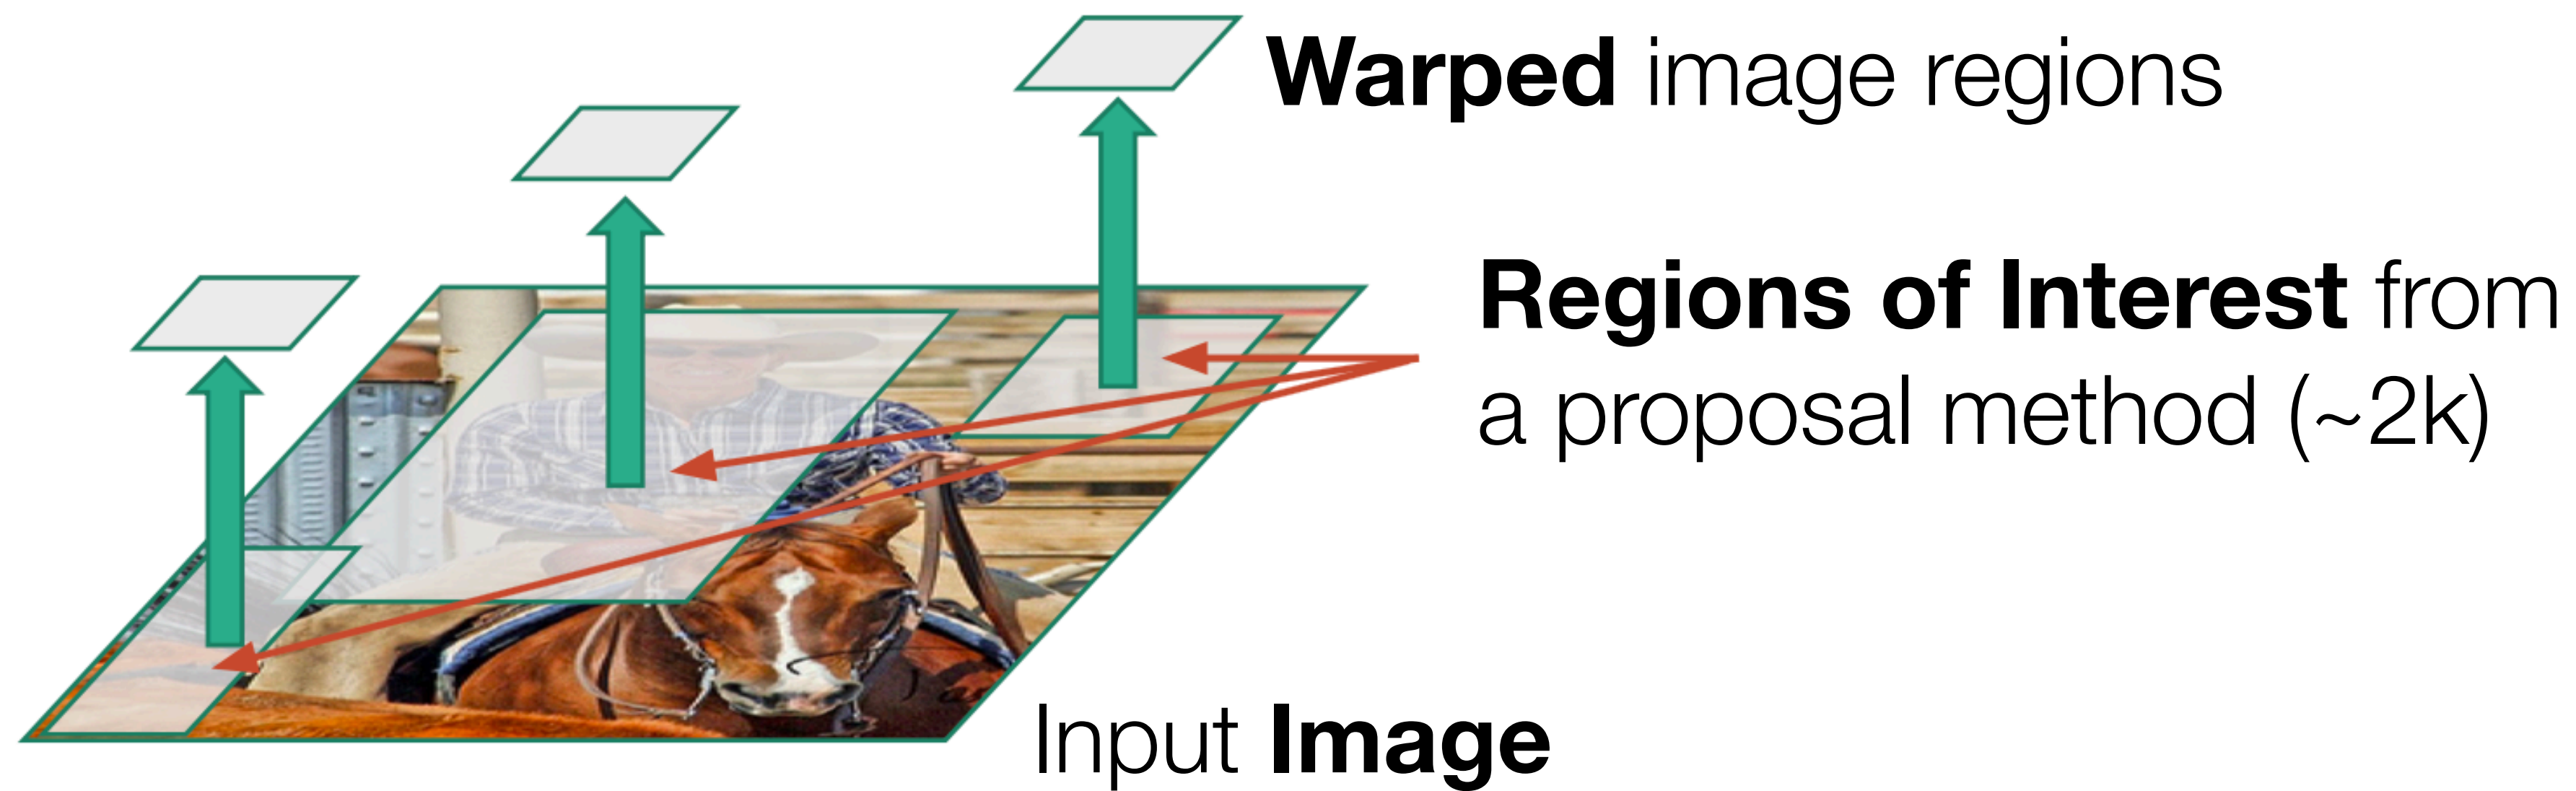 Warped image regions
Regions of Interest from
a proposal method (~2k)
Input Image